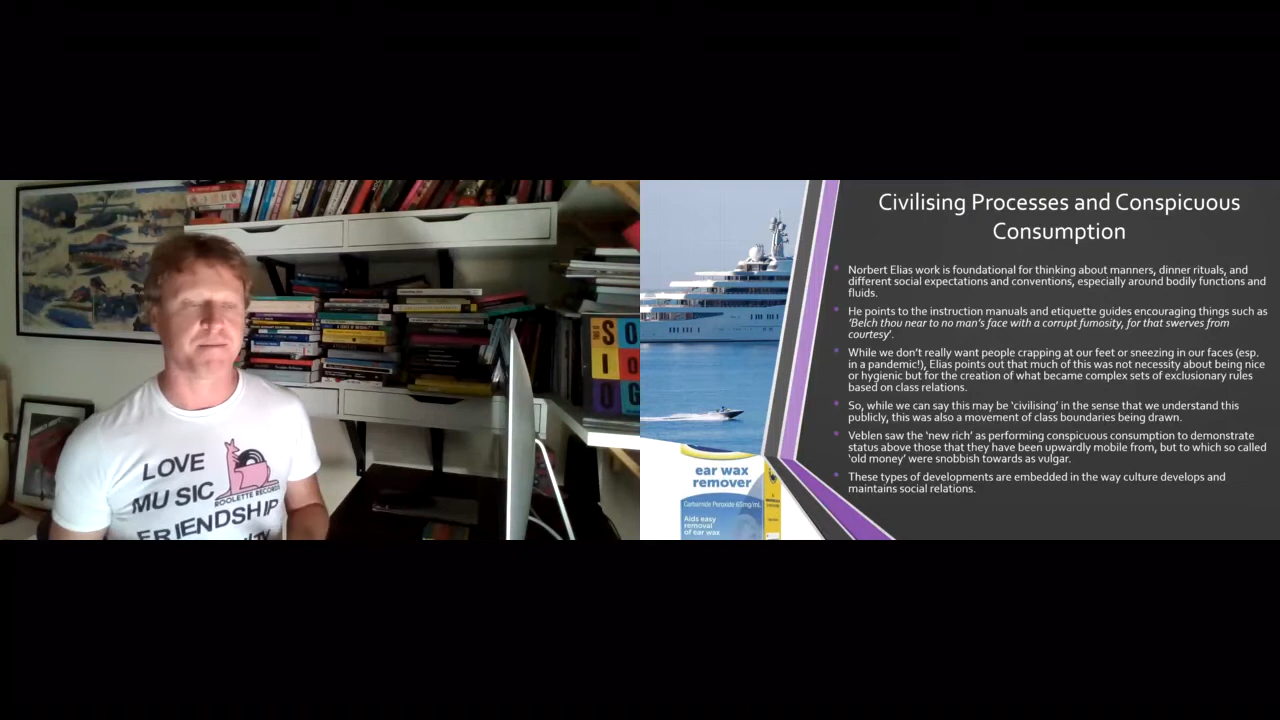 LOVE
MUSIC
ROOLETTE RECORDS
FRIENDSHIP
S O
I O
G
Civilising Processes and Conspicuous
Consumption
Norbert Elias work is foundational for thinking about manners, dinner rituals, and
different social expectations and conventions, especially around bodily functions and
fluids.
He points to the instruction manuals and etiquette guides encouraging things such as
‘Belch thou near to no man’s face with a corrupt fumosity, for that swerves from
courtesy’.
While we don’t really want people crapping at our feet or sneezing in our faces (esp.
in a pandemic!), Elias points out that much of this was not necessity about being nice
or hygienic but for the creation of what became complex sets of exclusionary rules
based on class relations.
So, while we can say this may be ‘civilising’ in the sense that we understand this
publicly, this was also a movement of class boundaries being drawn.
Veblen saw the ‘new rich’ as performing conspicuous consumption to demonstrate
status above those that they have been upwardly mobile from, but to which so called
‘old money’ were snobbish towards as vulgar.
These types of developments are embedded in the way culture develops and
maintains social relations.
ear wax
remover
Carbamide Peroxide 65mg/mL
Aids easy
removal
of ear wax